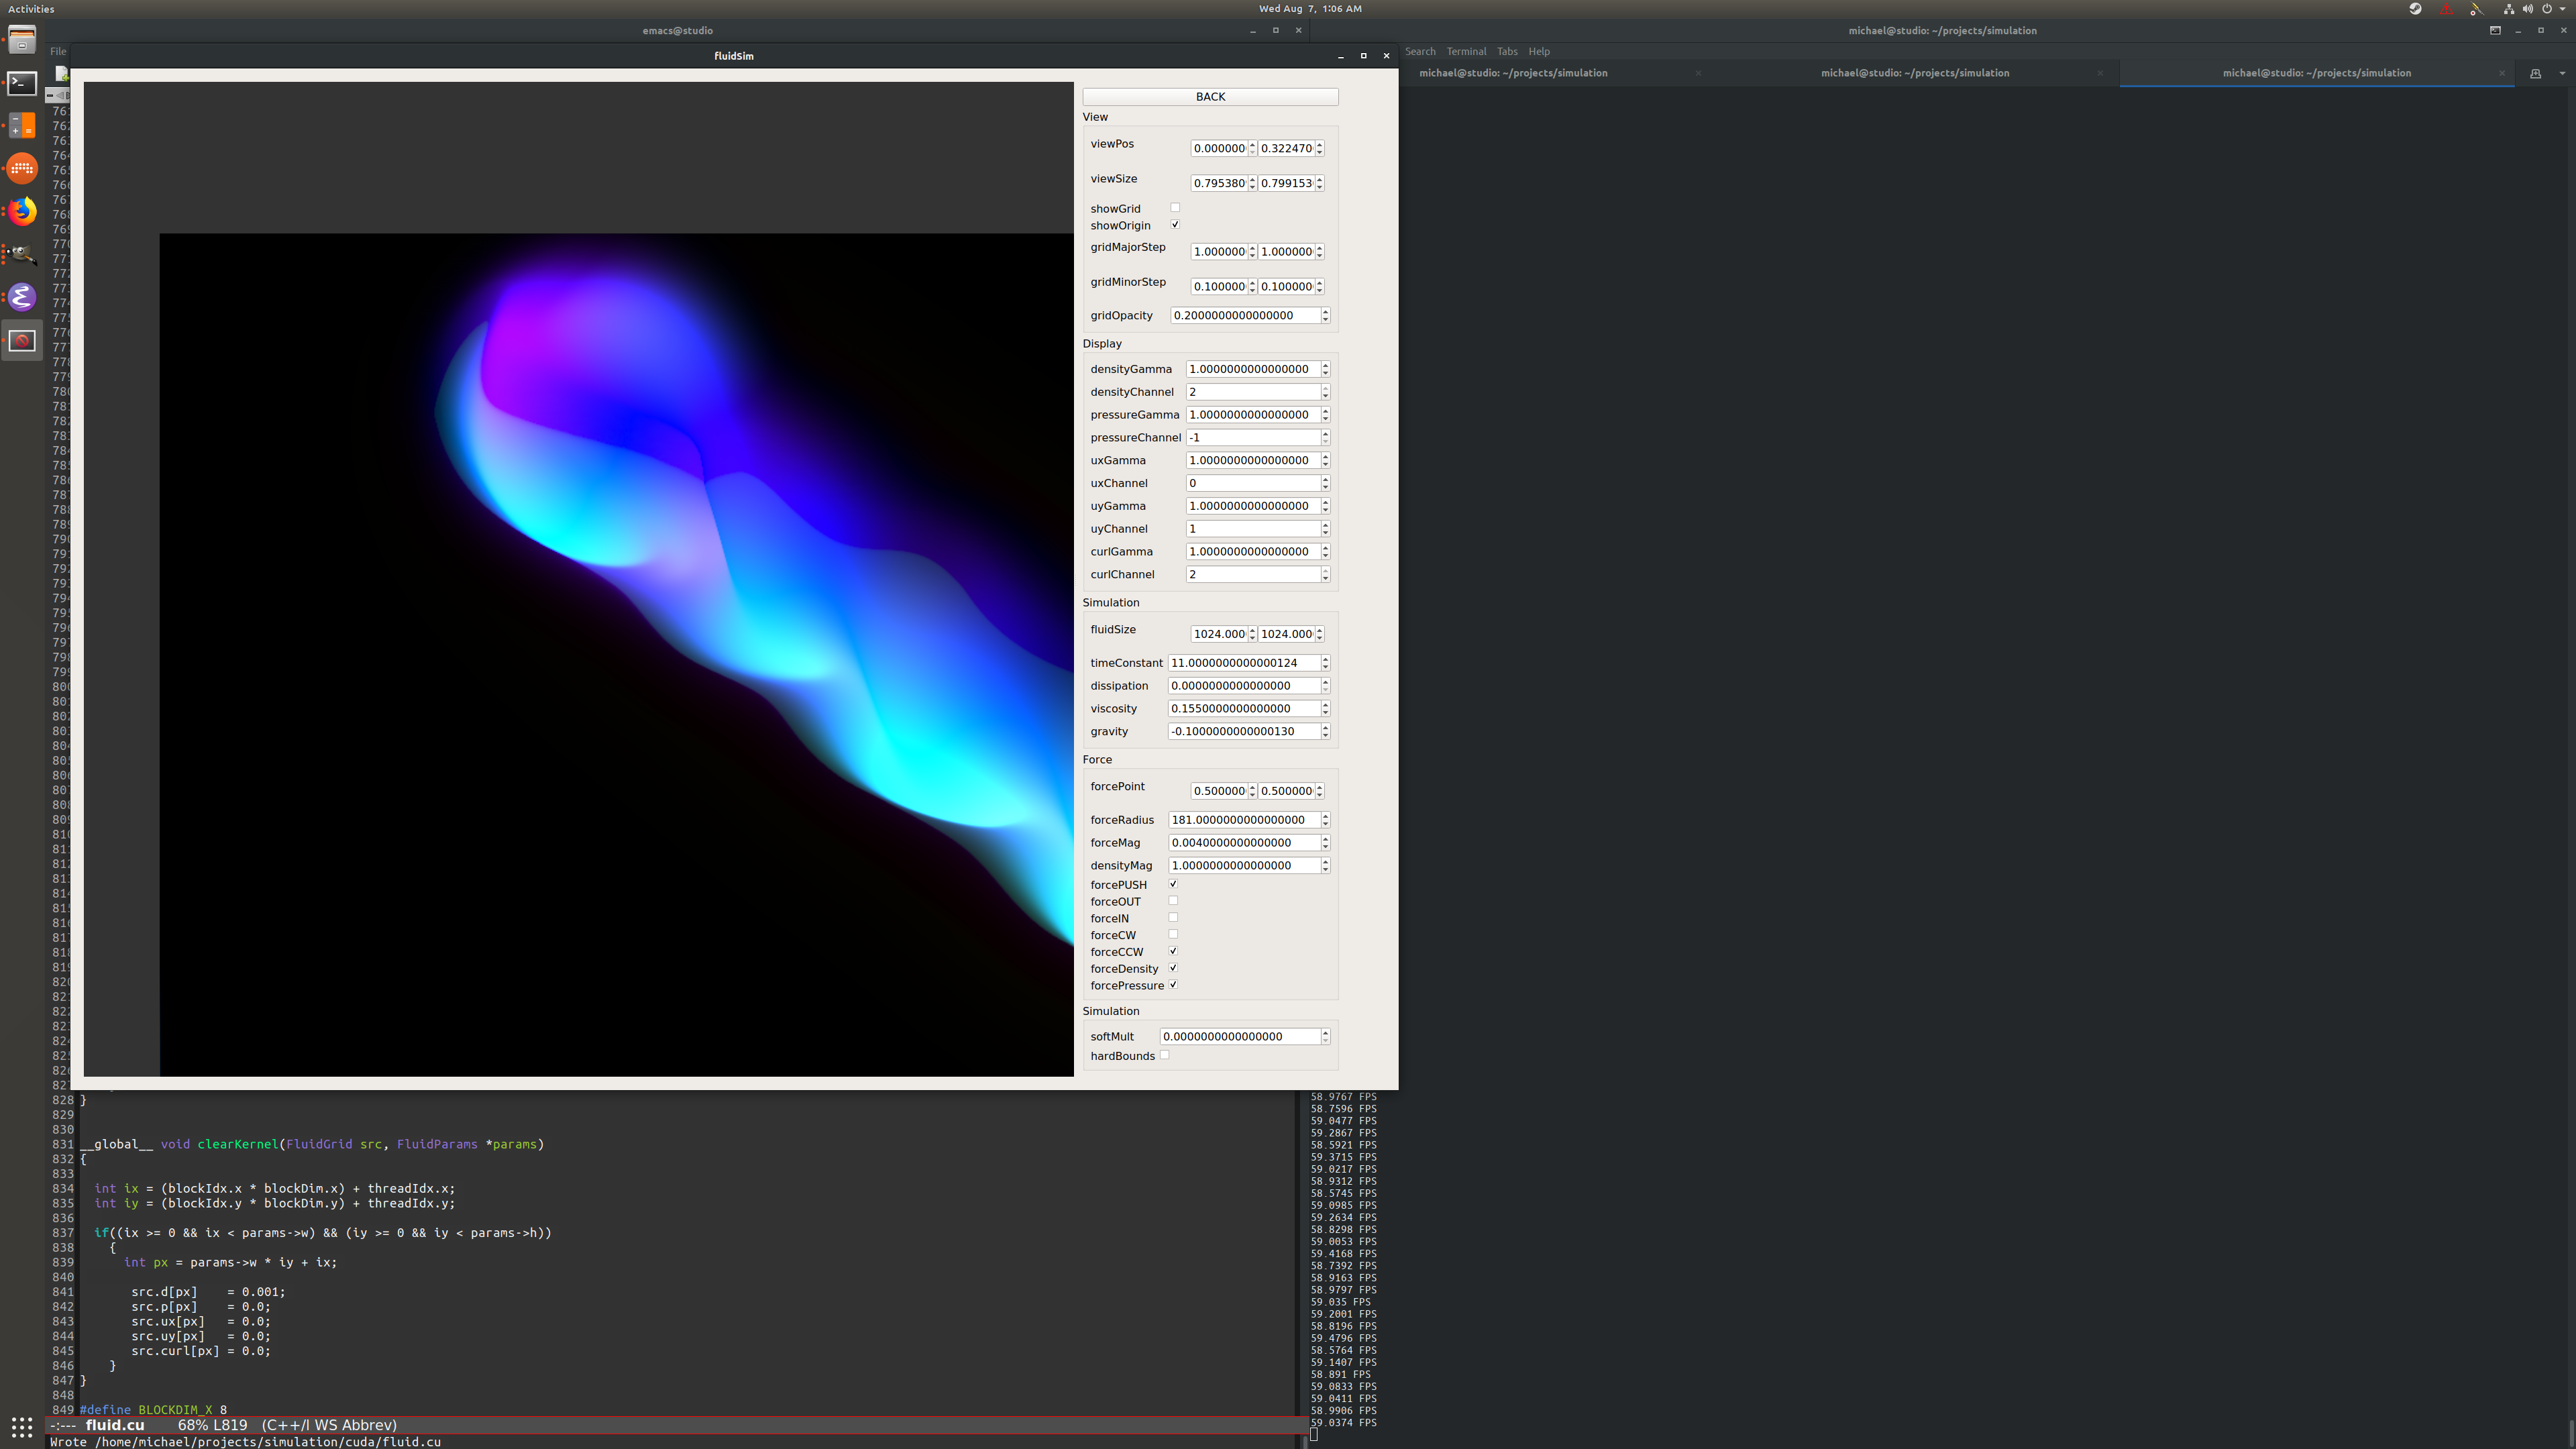 Activities
Wed Aug 7, 1:06 AM
emacs@studio
michael@studio: ~/projects/simulation
File
fluidSim
Search Terminal Tabs Help
michael@studio: ~/projects/simulation
michael@studio: ~/projects/simulation
michael@studio: ~/projects/simulation
BACK
View
viewPos 0.000000 0.322470
viewSize 0.795380 0.799153
showGrid
showOrigin
gridMajorStep 1.000000 1.000000
gridMinorStep 0.100000 0.100000
gridOpacity 0.2000000000000000
Display
densityGamma 1.0000000000000000
densityChannel 2
pressureGamma 1.0000000000000000
pressureChannel -1
uxGamma 1.0000000000000000
uxChannel 0
uyGamma 1.0000000000000000
uyChannel 1
curlGamma 1.0000000000000000
curlChannel 2
Simulation
fluidSize 1024.000 1024.000
timeConstant 11.0000000000000124
dissipation 0.0000000000000000
viscosity 0.1550000000000000
gravity -0.1000000000000130
Force
forcePoint 0.500000 0.500000
forceRadius 181.0000000000000000
forceMag 0.0040000000000000
densityMag 1.0000000000000000
forcePUSH
forceOUT
forceIN
forceCW
forceCCW
forceDensity
forcePressure
Simulation
softMult 0.0000000000000000
hardBounds
828 }
829
830
831 __global__ void clearKernel(FluidGrid src, FluidParams *params)
832 {
833
834 int ix = (blockIdx.x * blockDim.x) + threadIdx.x;
835 int iy = (blockIdx.y * blockDim.y) + threadIdx.y;
836
837 if((ix >= 0 && ix < params->w) && (iy >= 0 && iy < params->h))
838 {
839 int px = params->w * iy + ix;
840
841 src.d[px] = 0.001;
842 src.p[px] = 0.0;
843 src.ux[px] = 0.0;
844 src.uy[px] = 0.0;
845 src.curl[px] = 0.0;
846 }
847 }
848
849 #define BLOCKDIM_X 8
-:--- fluid.cu 68% L819 (C++/l WS Abbrev)
Wrote /home/michael/projects/simulation/cuda/fluid.cu
58.9767 FPS
58.7596 FPS
59.0477 FPS
59.2867 FPS
58.5921 FPS
59.3715 FPS
59.0217 FPS
58.9312 FPS
58.5745 FPS
59.0985 FPS
59.2634 FPS
58.8298 FPS
59.0053 FPS
59.4168 FPS
58.7392 FPS
58.9163 FPS
58.9797 FPS
59.035 FPS
59.2001 FPS
58.8196 FPS
59.4796 FPS
58.5764 FPS
59.1407 FPS
58.891 FPS
59.0833 FPS
59.0411 FPS
58.9906 FPS
59.0374 FPS